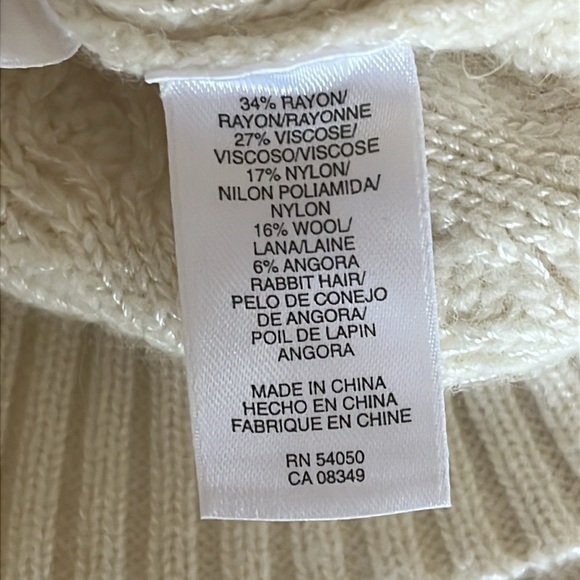 34% RAYON/
RAYON/RAYONNE
27% VISCOSE/
VISCOSO/VISCOSE
17% NYLON/
NILON POLIAMIDA/
NYLON
16% WOOL/
LANA/LAINE
6% ANGORA
RABBIT HAIR/
PELO DE CONEJO
DE ANGORA/
POIL DE LAPIN
ANGORA
MADE IN CHINA
HECHO EN CHINA
FABRIQUE EN CHINE
RN 54050
CA 08349